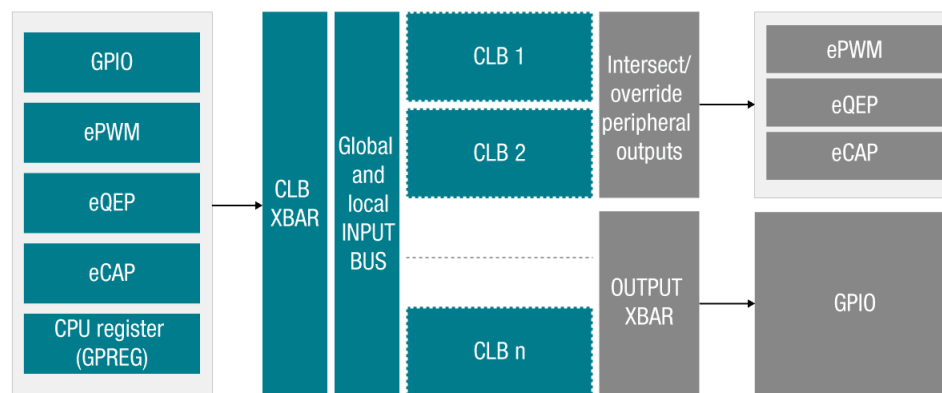 GPIO
ePWM
eQEP
eCAP
CPU register
(GPREG)
CLB
XBAR
Global
and
local
INPUT
BUS
CLB 1
CLB 2
CLB n
Intersect/
override
peripheral
outputs
OUTPUT
XBAR
ePWM
eQEP
eCAP
GPIO